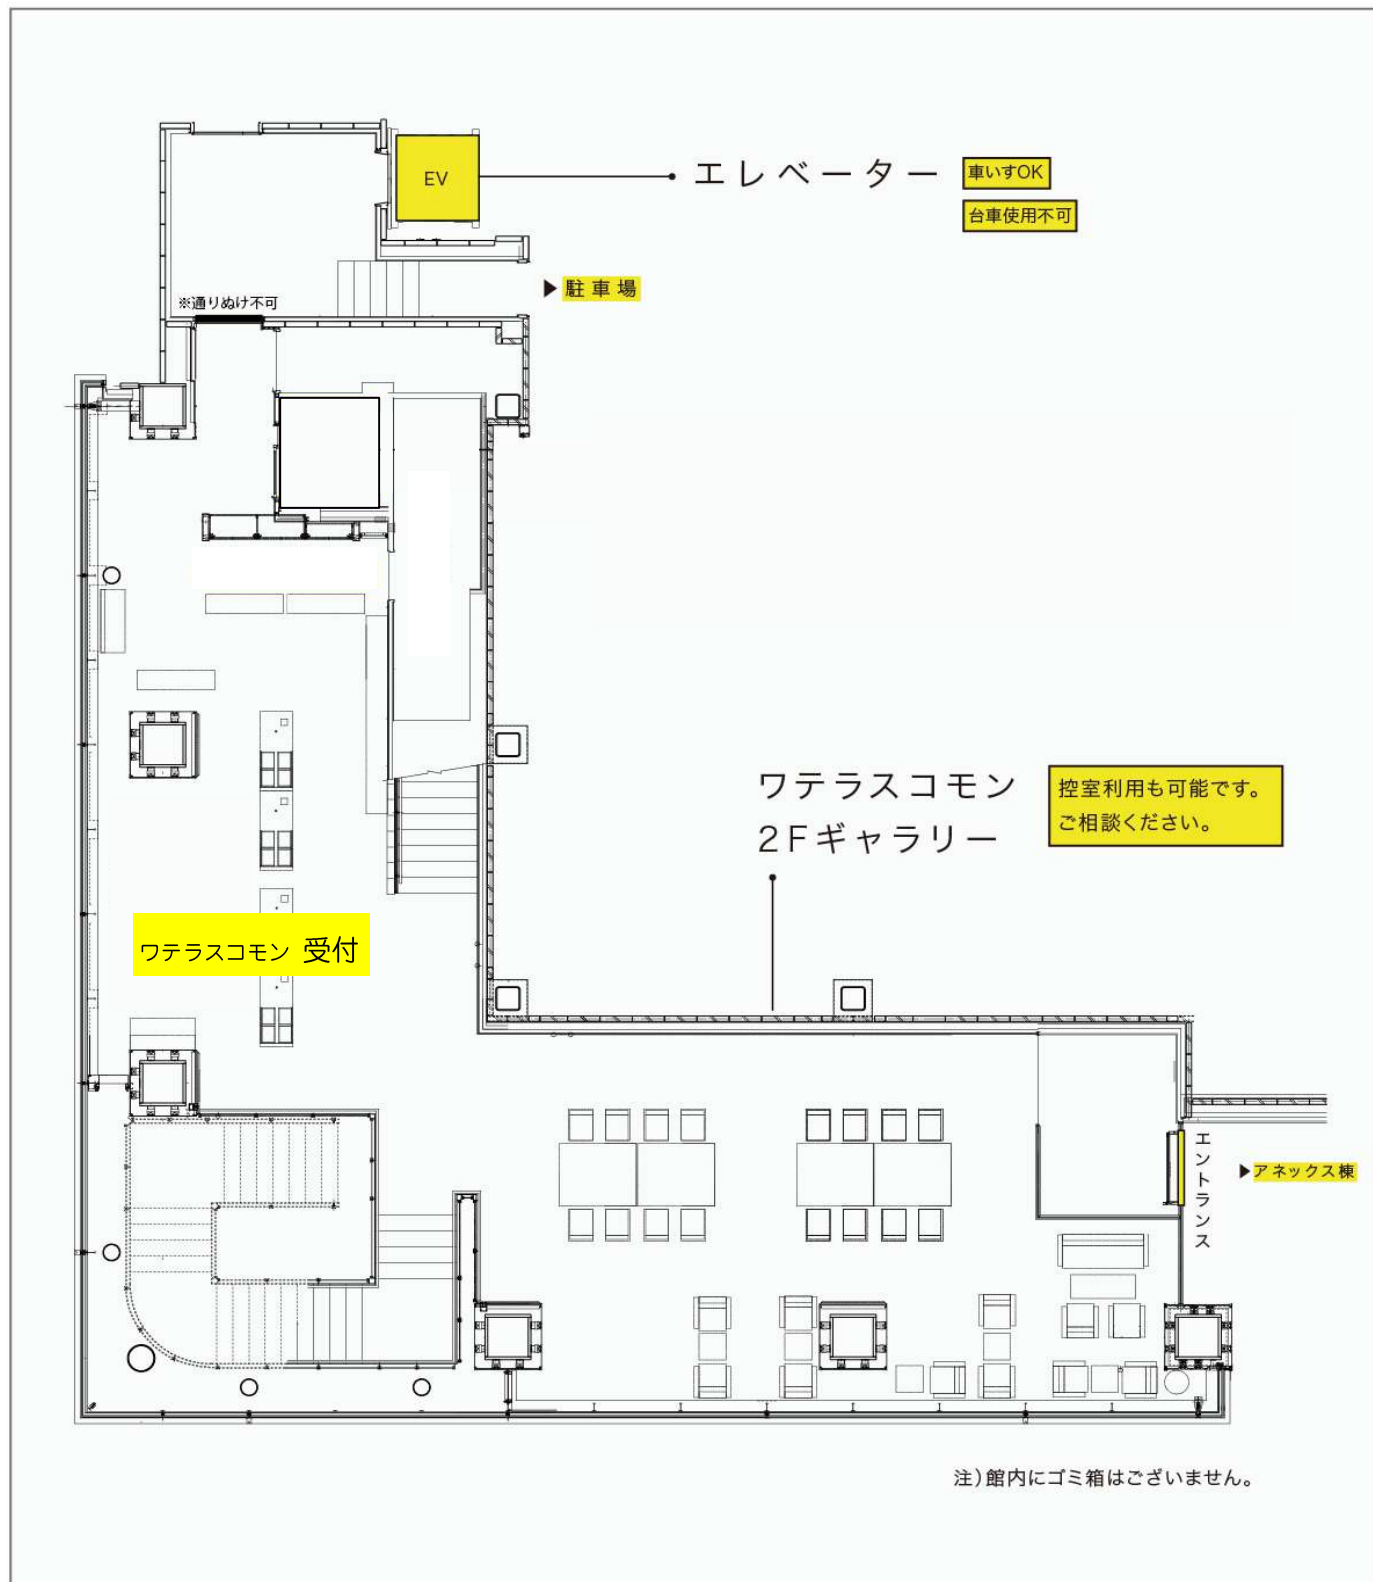 EV
エレベーター
車いすOK
台車使用不可
▶駐車場
※通りぬけ不可
ワテラスコモン
2Fギャラリー
控室利用も可能です。
ご相談ください。
ワテラスコモン 受付
エントランス
▶アネックス棟
注)館内にゴミ箱はございません。